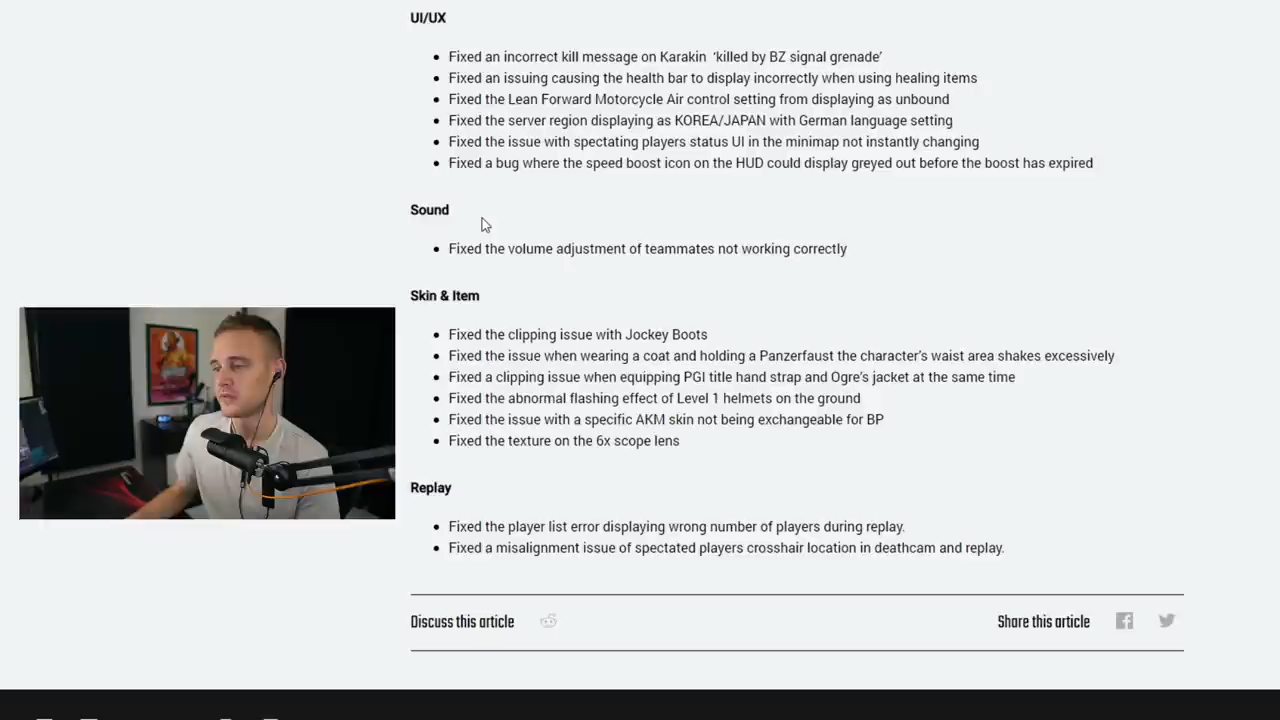 UI/UX
Fixed an incorrect kill message on Karakin ‘killed by BZ signal grenade’
Fixed an issuing causing the health bar to display incorrectly when using healing items
Fixed the Lean Forward Motorcycle Air control setting from displaying as unbound
Fixed the server region displaying as KOREA/JAPAN with German language setting
Fixed the issue with spectating players status UI in the minimap not instantly changing
Fixed a bug where the speed boost icon on the HUD could display greyed out before the boost has expired
Sound
Fixed the volume adjustment of teammates not working correctly
Skin & Item
Fixed the clipping issue with Jockey Boots
Fixed the issue when wearing a coat and holding a Panzerfaust the character’s waist area shakes excessively
Fixed a clipping issue when equipping PGI title hand strap and Ogre’s jacket at the same time
Fixed the abnormal flashing effect of Level 1 helmets on the ground
Fixed the issue with a specific AKM skin not being exchangeable for BP
Fixed the texture on the 6x scope lens
Replay
Fixed the player list error displaying wrong number of players during replay.
Fixed a misalignment issue of spectated players crosshair location in deathcam and replay.
Discuss this article
Share this article